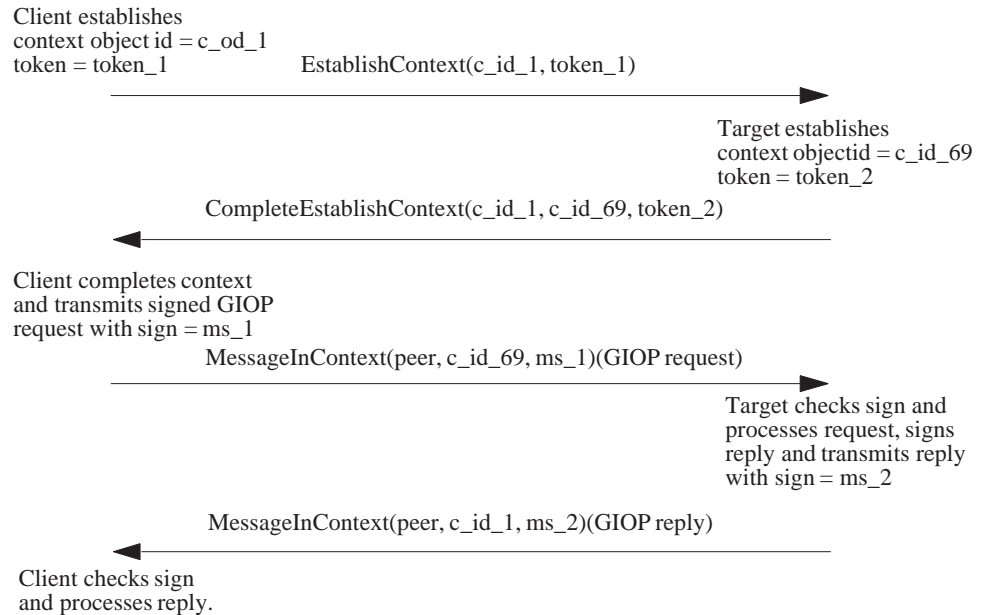 Client establishes
context object id = c_od_1
token = token_1
EstablishContext(c_id_1, token_1)
Target establishes
context objectid = c_id_69
token = token_2
CompleteEstablishContext(c_id_1, c_id_69, token_2)
Client completes context
and transmits signed GIOP
request with sign = ms_1
MessageInContext(peer, c_id_69, ms_1)(GIOP request)
Target checks sign and
processes request, signs
reply and transmits reply
with sign = ms_2
MessageInContext(peer, c_id_1, ms_2)(GIOP reply)
Client checks sign
and processes reply.